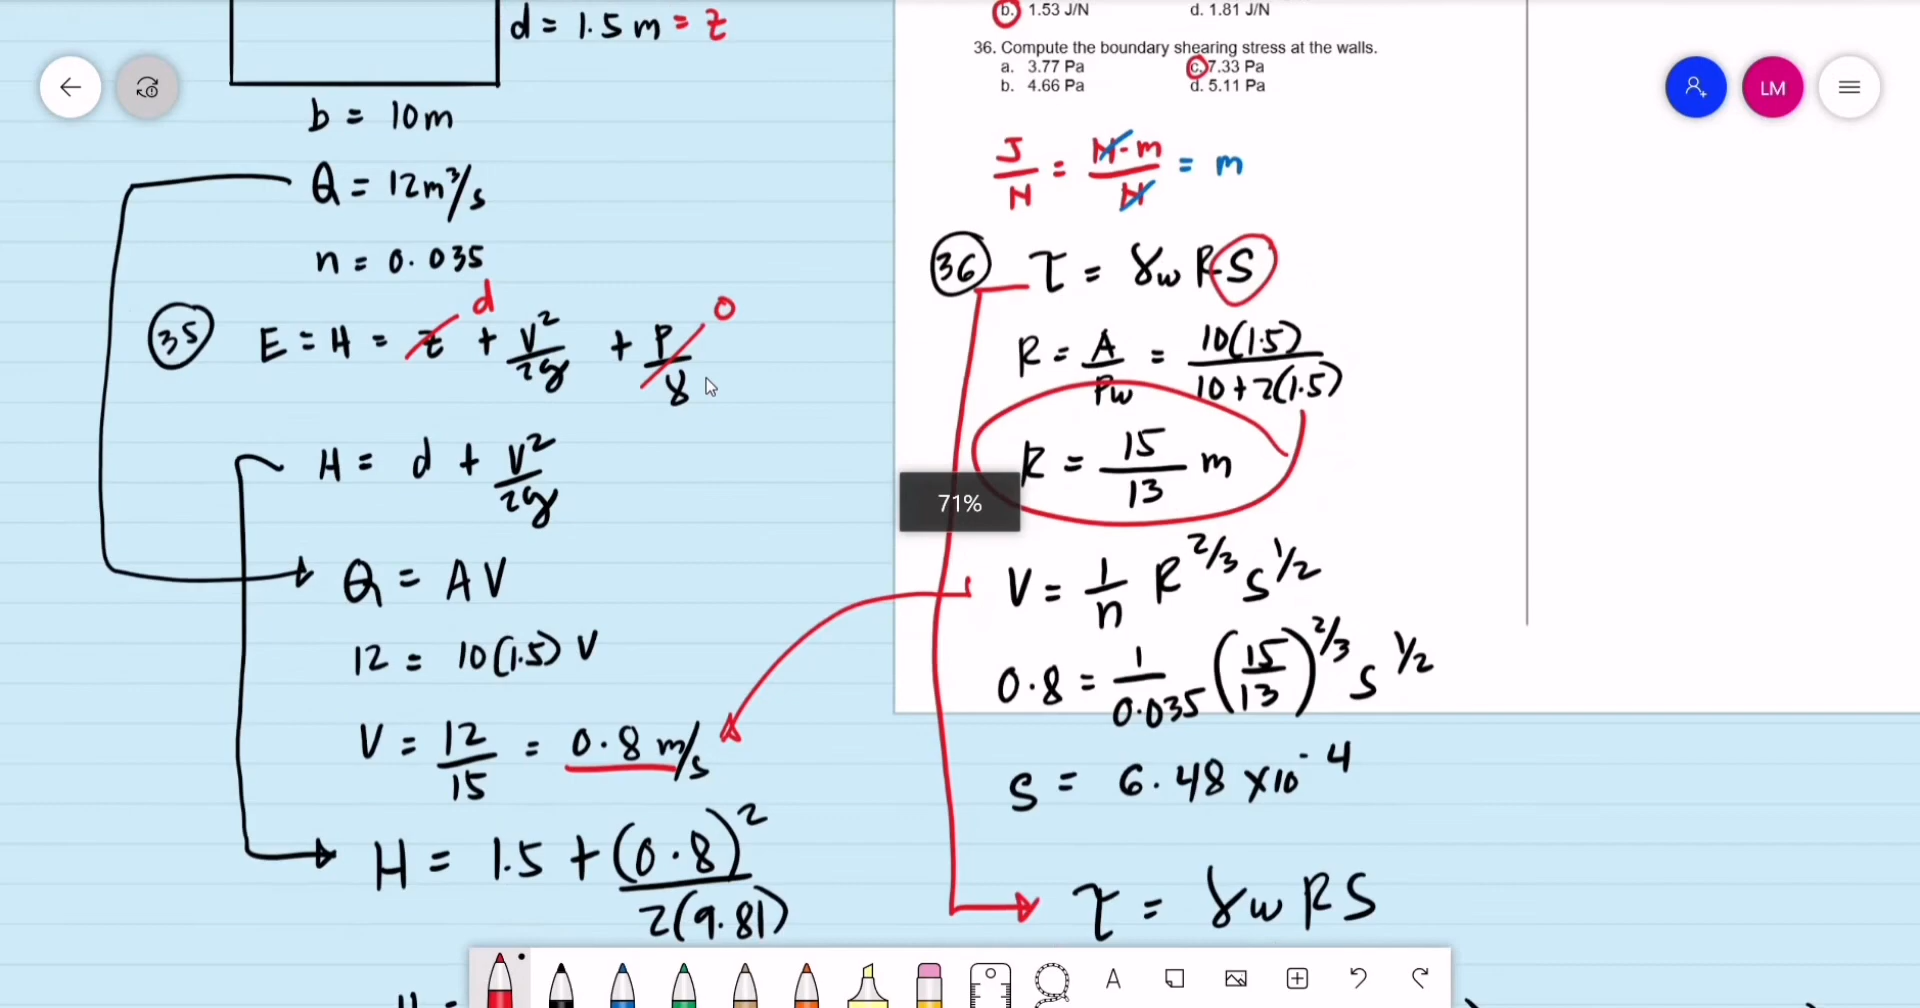 d = 1.5 m = z
b = 10m
Q = 12m³/s
n = 0.035
35
E = H = z + V²/2g + P/γ
d
0
H = d + V²/2g
Q = AV
12 = 10(1.5) V
V = 12/15 = 0.8 m/s
H = 1.5 + (0.8)²/2(9.81)
b. 1.53 J/N d. 1.81 J/N
36. Compute the boundary shearing stress at the walls.
a. 3.77 Pa c. 7.33 Pa
b. 4.66 Pa d. 5.11 Pa
J/N = N-m/N = m
36 τ = γw RS
R = A/Pw = 10(1.5)/10+2(1.5)
R = 15/13 m
71%
V = 1/n R^2/3 S^1/2
0.8 = 1/0.035 (15/13)^2/3 S^1/2
S = 6.48 x10^-4
τ = γw RS
LM
A